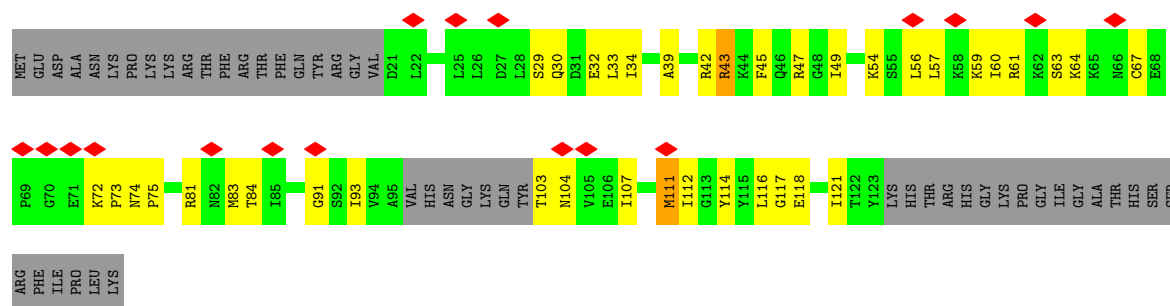 MET GLU ASP ALA ASN LYS PRO LYS LYS ARG THR PHE ARG THR PHE GLN TYR ARG GLY VAL D21 L22 L25 L26 D27 L28 S29 Q30 D31 E32 L33 I34 A39 R42 R43 K44 F45 Q46 R47 G48 I49 K54 S55 L56 L57 K58 K59 I60 R61 K62 S63 K64 K65 N66 C67 E68
P69 G70 E71 K72 P73 N74 P75 R81 N82 M83 T84 I85 G91 S92 I93 V94 A95 VAL HIS ASN GLY LYS GLN TYR T103 N104 V105 E106 I107 M111 I112 G113 Y114 Y115 L116 G117 E118 I121 T122 Y123 LYS HIS THR ARG HIS GLY LYS PRO GLY ILE GLY ALA THR HIS SER
ARG PHE ILE PRO LEU LYS